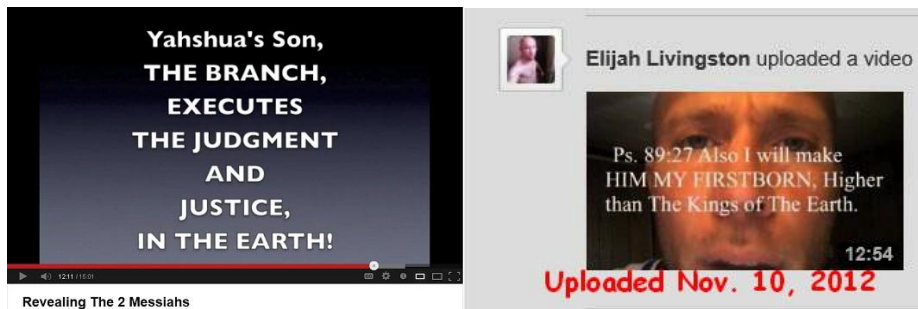 Yahshua's Son,
THE BRANCH,
EXECUTES
THE JUDGMENT
AND
JUSTICE,
IN THE EARTH!
12:11 / 15:01
Revealing The 2 Messiahs
Elijah Livingston uploaded a video
Ps. 89:27 Also I will make
HIM MY FIRSTBORN, Higher
than The Kings of The Earth.
12:54
Uploaded Nov. 10, 2012